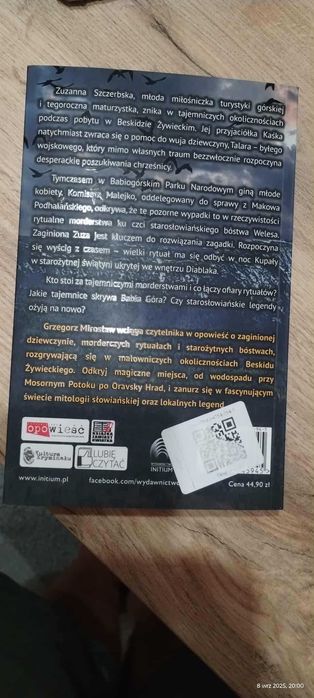 Zuzanna Szczerbska, młoda miłośniczka turystyki górskiej
i tegoroczna maturzystka, znika w tajemniczych okolicznościach
podczas pobytu w Beskidzie Żywieckim. Jej przyjaciółka Kaśka
natychmiast zwraca się o pomoc do wuja dziewczyny, Talara – byłego
wojskowego, który mimo własnych traum bezzwłocznie rozpoczyna
desperackie poszukiwania chrześnicy.
Tymczasem w Babiogórskim Parku Narodowym giną młode
kobiety. Komisarz Malejko, oddelegowany do sprawy z Makowa
Podhalańskiego, odkrywa, że te pozorne wypadki to w rzeczywistości
rytualne morderstwa ku czci starosłowiańskiego bóstwa Welesa.
Zaginiona Zuza jest kluczem do rozwiązania zagadki. Rozpoczyna
się wyścig z czasem – wielki rytuał ma się odbyć w noc Kupały
w starożytnej świątyni ukrytej we wnętrzu Diablaka.
Kto stoi za tajemniczymi morderstwami i co łączy ofiary rytuałów?
Jakie tajemnice skrywa Babia Góra? Czy starosłowiańskie legendy
ożyją na nowo?
Grzegorz Mirosław wciąga czytelnika w opowieść o zaginionej
dziewczynie, morderczych rytuałach i starożytnych bóstwach,
rozgrywającą się w malowniczych okolicznościach Beskidu
Żywieckiego. Odkryj magiczne miejsca, od wodospadu przy
Mosornym Potoku po Oravsky Hrad, i zanurz się w fascynującym
świecie mitologii słowiańskiej oraz lokalnych legend
opowieść
KSIĄŻKA ZAMIAST KWIATKA
Kultura Kryminału
LUBIĘ CZYTAĆ
INITIUM
www.initium.pl
facebook.com/wydawnictwo
Cena 44,90 zł
8 wrz 2025, 20:00